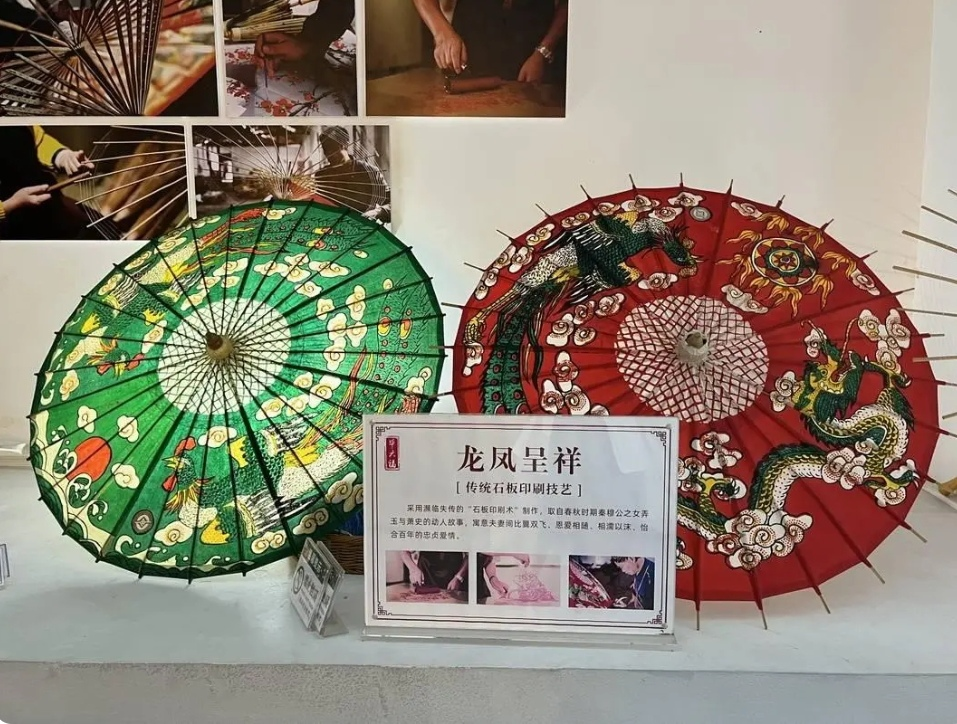 龙凤呈祥
[ 传统石板印刷技艺 ]
采用濒临失传的“石板印刷术”制作，取自春秋时期秦穆公之女弄
玉与萧史的动人故事，寓意夫妻间比翼双飞、恩爱相随、相濡以沫，怡
合百年的忠贞爱情。